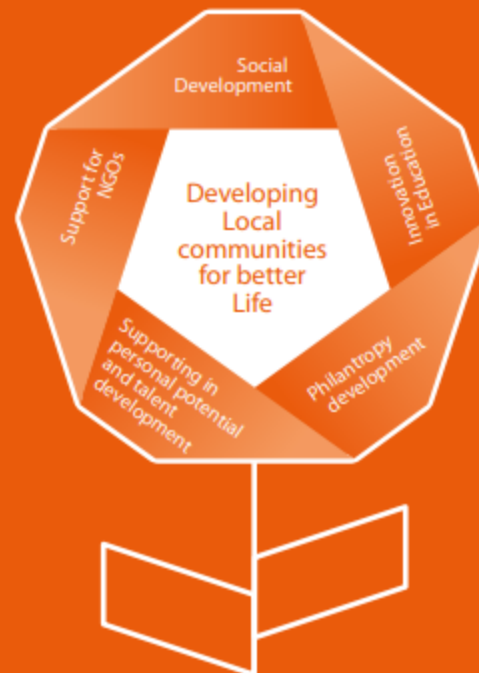 Social
Development
Innovation
in Education
Philantropy
development
Supporting in
personal potential
and talent
development
Support for
NGOs
Developing
Local
communities
for better
Life